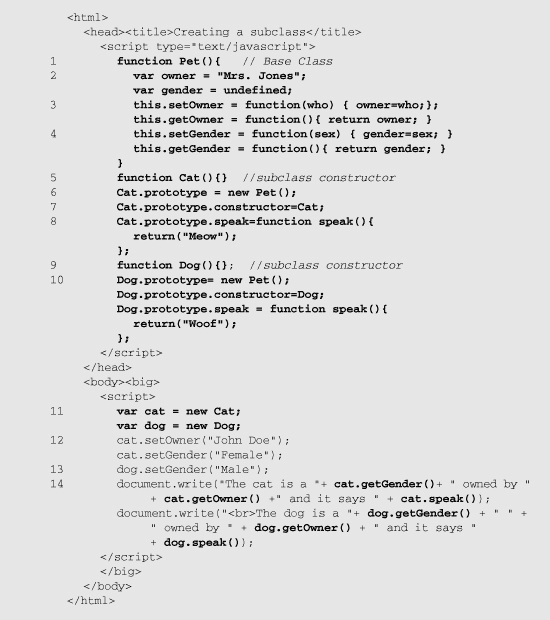 <html>
<head><title>Creating a subclass</title>
<script type="text/javascript">
1 function Pet(){ // Base Class
2 var owner = "Mrs. Jones";
var gender = undefined;
3 this.setOwner = function(who) { owner=who;};
this.getOwner = function(){ return owner; }
4 this.setGender = function(sex) { gender=sex; }
this.getGender = function(){ return gender; }
}
5 function Cat(){} //subclass constructor
6 Cat.prototype = new Pet();
7 Cat.prototype.constructor=Cat;
8 Cat.prototype.speak=function speak(){
return("Meow");
};
9 function Dog(){}; //subclass constructor
10 Dog.prototype= new Pet();
Dog.prototype.constructor=Dog;
Dog.prototype.speak = function speak(){
return("Woof");
};
</script>
</head>
<body><big>
<script>
11 var cat = new Cat;
var dog = new Dog;
12 cat.setOwner("John Doe");
cat.setGender("Female");
13 dog.setGender("Male");
14 document.write("The cat is a "+ cat.getGender()+ " owned by "
+ cat.getOwner() +" and it says " + cat.speak());
document.write("<br>The dog is a "+ dog.getGender() + " " +
" owned by " + dog.getOwner() + " and it says "
+ dog.speak());
</script>
</big>
</body>
</html>